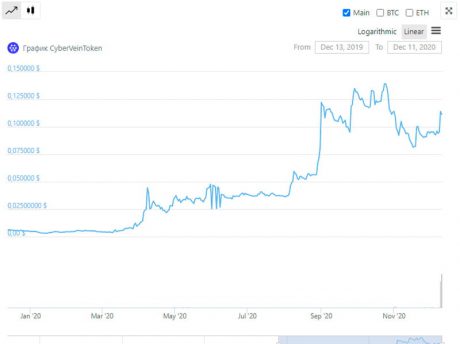 Main BTC ETH
Logarithmic Linear
График CyberVeinToken From Dec 13, 2019 To Dec 11, 2020
0,150000 $
0,125000 $
0,100000 $
0,050000 $
0,02500000 $
0,00 $
Jan '20 Mar '20 May '20 Jul '20 Sep '20 Nov '20